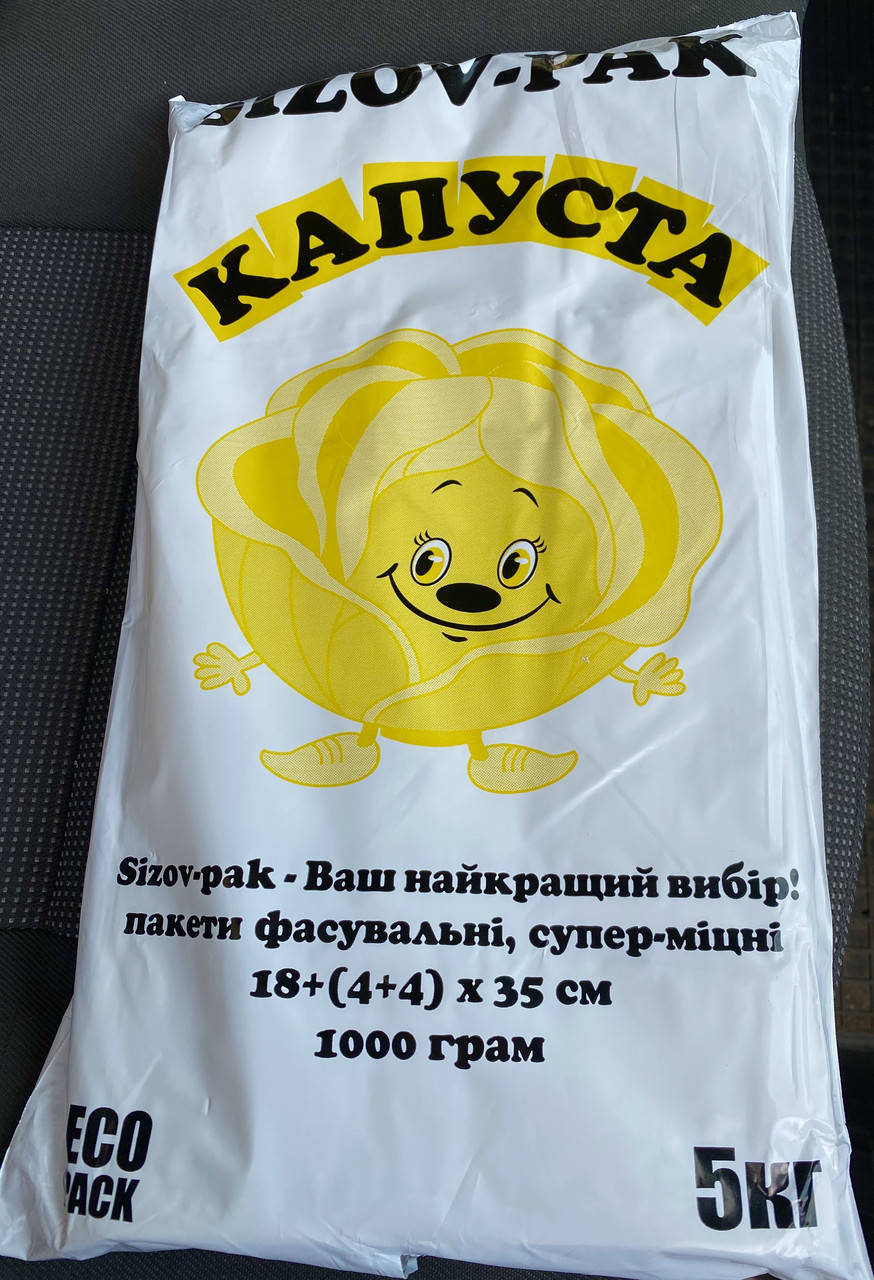 SIZOV-PAK
КАПУСТА
Sizov-pak - Ваш найкращий вибір!
пакети фасувальні, супер-міцні
18+(4+4) х 35 см
1000 грам
ECO
PACK
5кг